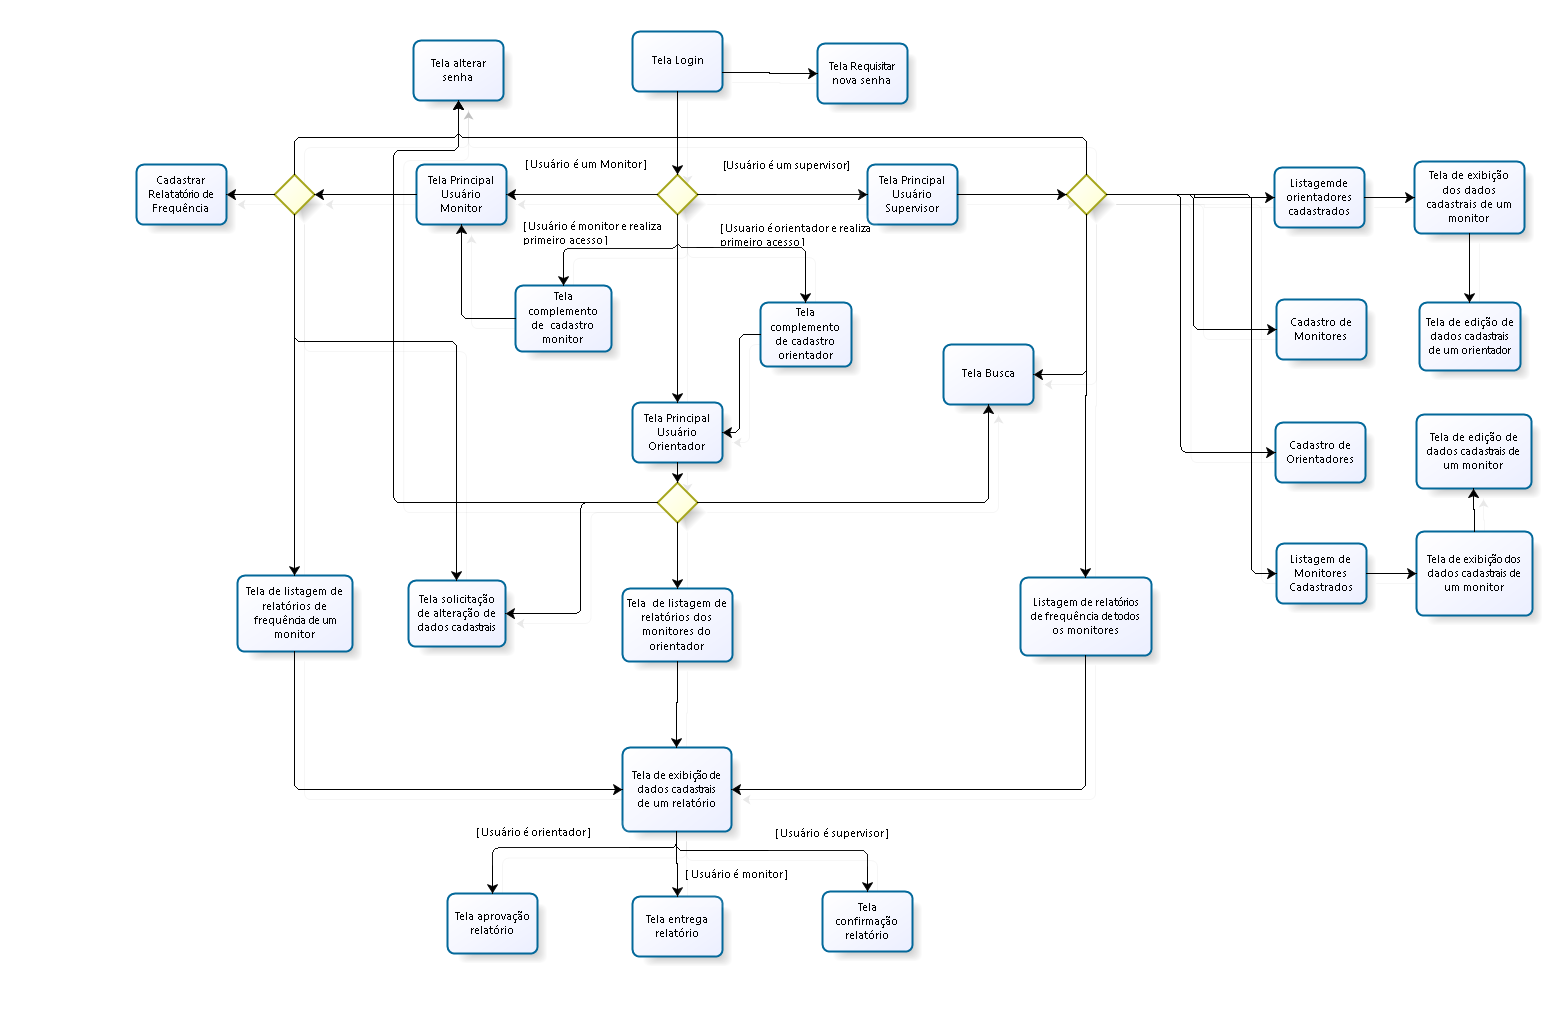 Tela alterar
senha
Tela Login
Tela Requisitar
nova senha
[Usuário é um Monitor]
[Usuário é um supervisor]
Cadastrar
Relatatório de
Frequência
Tela Principal
Usuário
Monitor
Tela Principal
Usuário
Supervisor
Listagem de
orientadores
cadastrados
Tela de exibição
dos dados
cadastrais de um
monitor
[Usuário é monitor e realiza
primeiro acesso]
[Usuario é orientador e realiza
primeiro acesso]
Tela
complemento
de cadastro
monitor
Tela
complemento
de cadastro
orientador
Cadastro de
Monitores
Tela de edição de
dados cadastrais
de um orientador
Tela Busca
Tela Principal
Usuário
Orientador
Cadastro de
Orientadores
Tela de edição de
dados cadastrais de
um monitor
Tela de listagem de
relatórios de
frequência de um
monitor
Tela solicitação
de alteração de
dados cadastrais
Tela de listagem de
relatórios dos
monitores do
orientador
Listagem de relatórios
de frequência de todos
os monitores
Listagem de
Monitores
Cadastrados
Tela de exibição dos
dados cadastrais de
um monitor
Tela de exibição de
dados cadastrais
de um relatório
[Usuário é orientador]
[Usuário é supervisor]
[ Usuário é monitor]
Tela aprovação
relatório
Tela entrega
relatório
Tela
confirmação
relatório